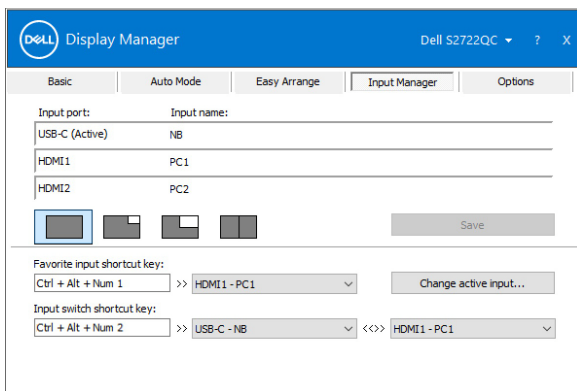 DELL Display Manager Dell S2722QC ? X
Basic Auto Mode Easy Arrange Input Manager Options
Input port: Input name:
USB-C (Active) NB
HDMI1 PC1
HDMI2 PC2
Save
Favorite input shortcut key:
Ctrl + Alt + Num 1 >> HDMI1 - PC1 Change active input...
Input switch shortcut key:
Ctrl + Alt + Num 2 >> USB-C - NB <<>> HDMI1 - PC1